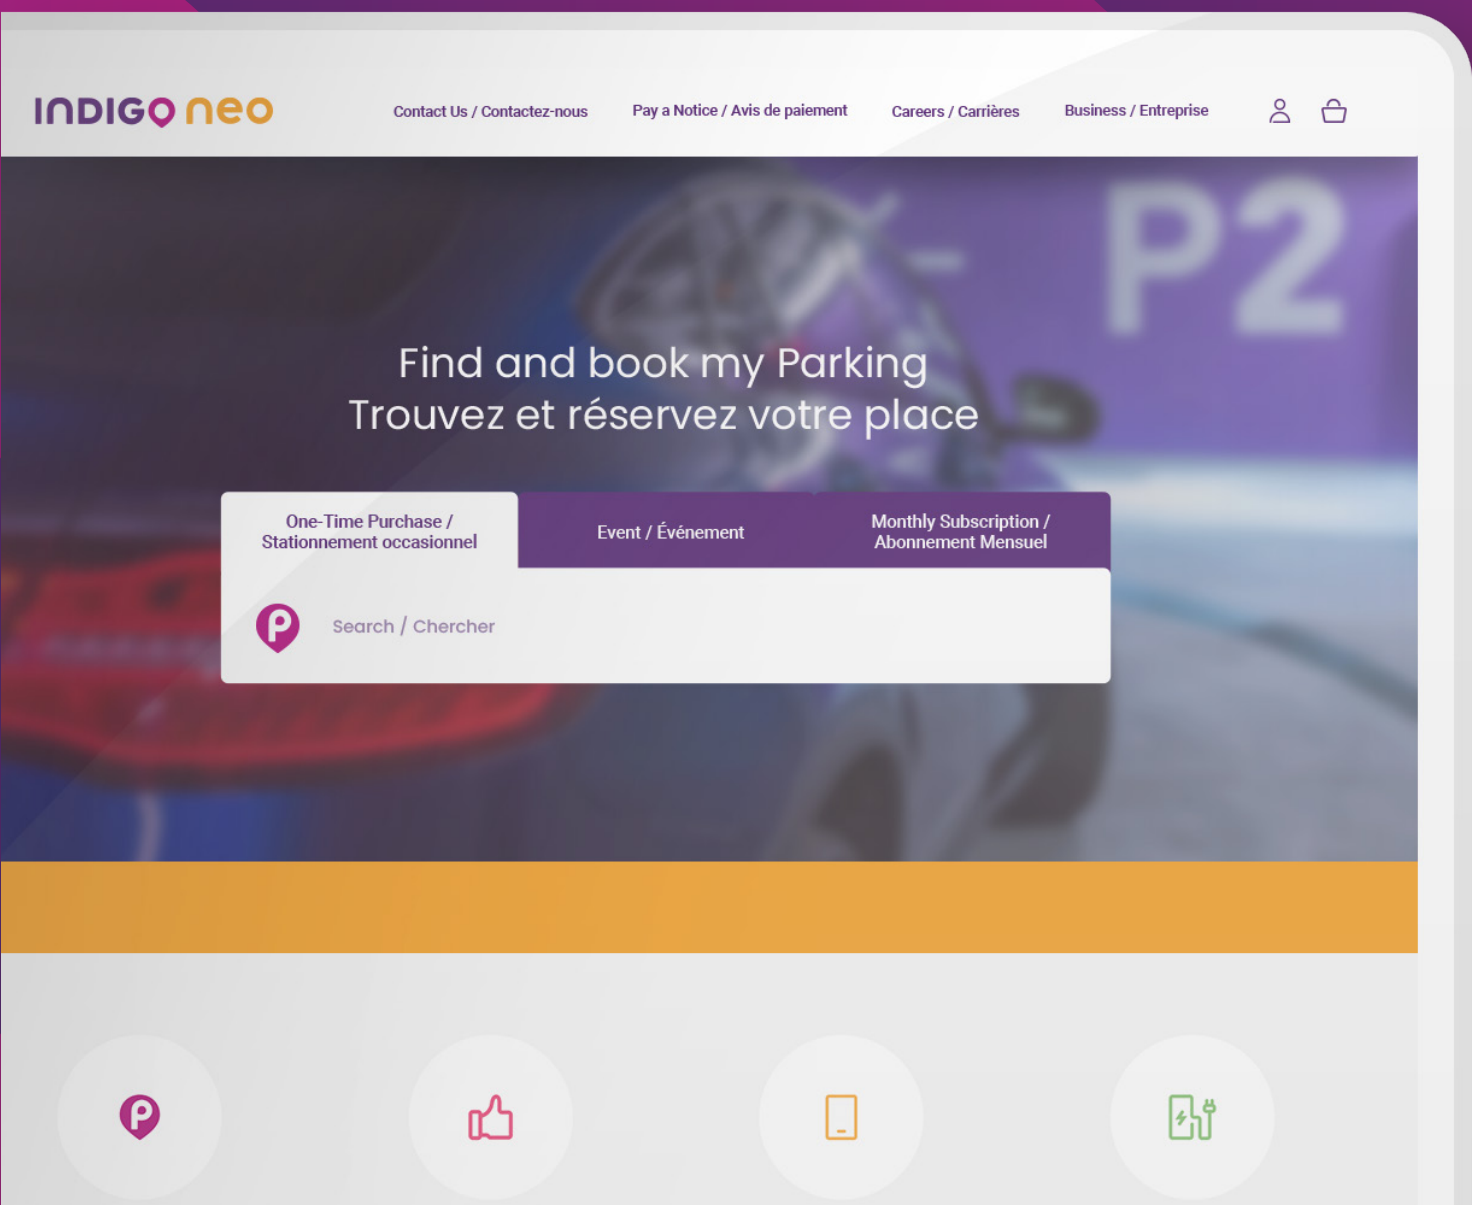 INDIGO neo
Contact Us / Contactez-nous
Pay a Notice / Avis de paiement
Careers / Carrières
Business / Entreprise
P2
Find and book my Parking
Trouvez et réservez votre place
One-Time Purchase /
Stationnement occasionnel
Event / Événement
Monthly Subscription /
Abonnement Mensuel
P
Search / Chercher
P